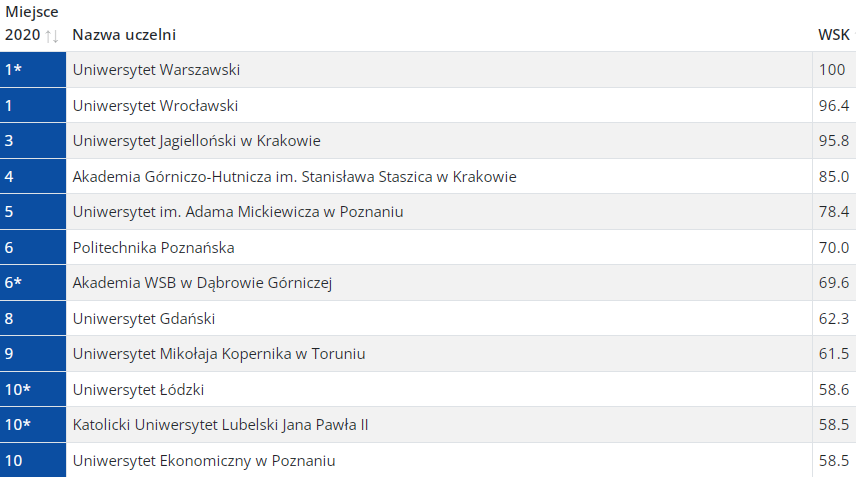 Miejsce
2020 Nazwa uczelni WSK
1* Uniwersytet Warszawski 100
1 Uniwersytet Wrocławski 96.4
3 Uniwersytet Jagielloński w Krakowie 95.8
4 Akademia Górniczo-Hutnicza im. Stanisława Staszica w Krakowie 85.0
5 Uniwersytet im. Adama Mickiewicza w Poznaniu 78.4
6 Politechnika Poznańska 70.0
6* Akademia WSB w Dąbrowie Górniczej 69.6
8 Uniwersytet Gdański 62.3
9 Uniwersytet Mikołaja Kopernika w Toruniu 61.5
10* Uniwersytet Łódzki 58.6
10* Katolicki Uniwersytet Lubelski Jana Pawła II 58.5
10 Uniwersytet Ekonomiczny w Poznaniu 58.5